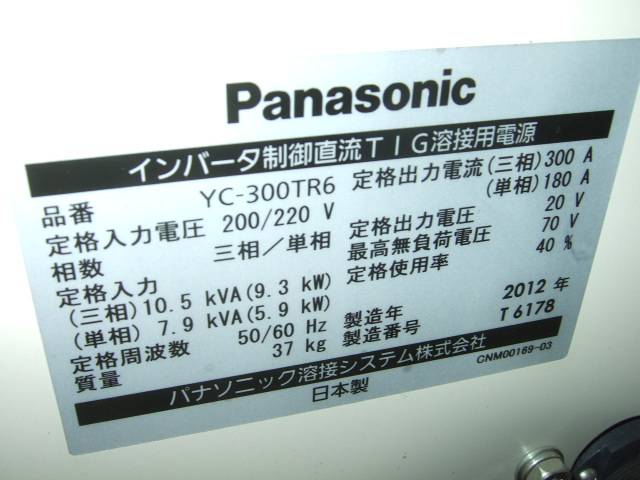 Panasonic
インバータ制御直流TIG溶接用電源
品番 YC-300TR6
定格入力電圧 200/220 V
相数 三相/単相
定格入力
(三相)10.5 kVA(9.3 kW)
(単相) 7.9 kVA(5.9 kW)
定格周波数 50/60 Hz
質量 37 kg
定格出力電流(三相)300 A
(単相)180 A
定格出力電圧 20 V
最高無負荷電圧 70 V
定格使用率 40 %
製造年 2012 年
製造番号 T6178
パナソニック溶接システム株式会社
CNM00169-03
日本製